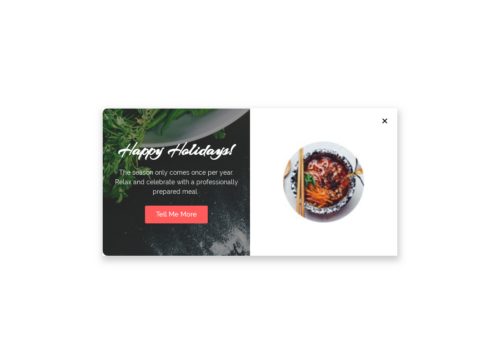 Happy Holidays!
The season only comes once per year.
Relax and celebrate with a professionally
prepared meal.
Tell Me More